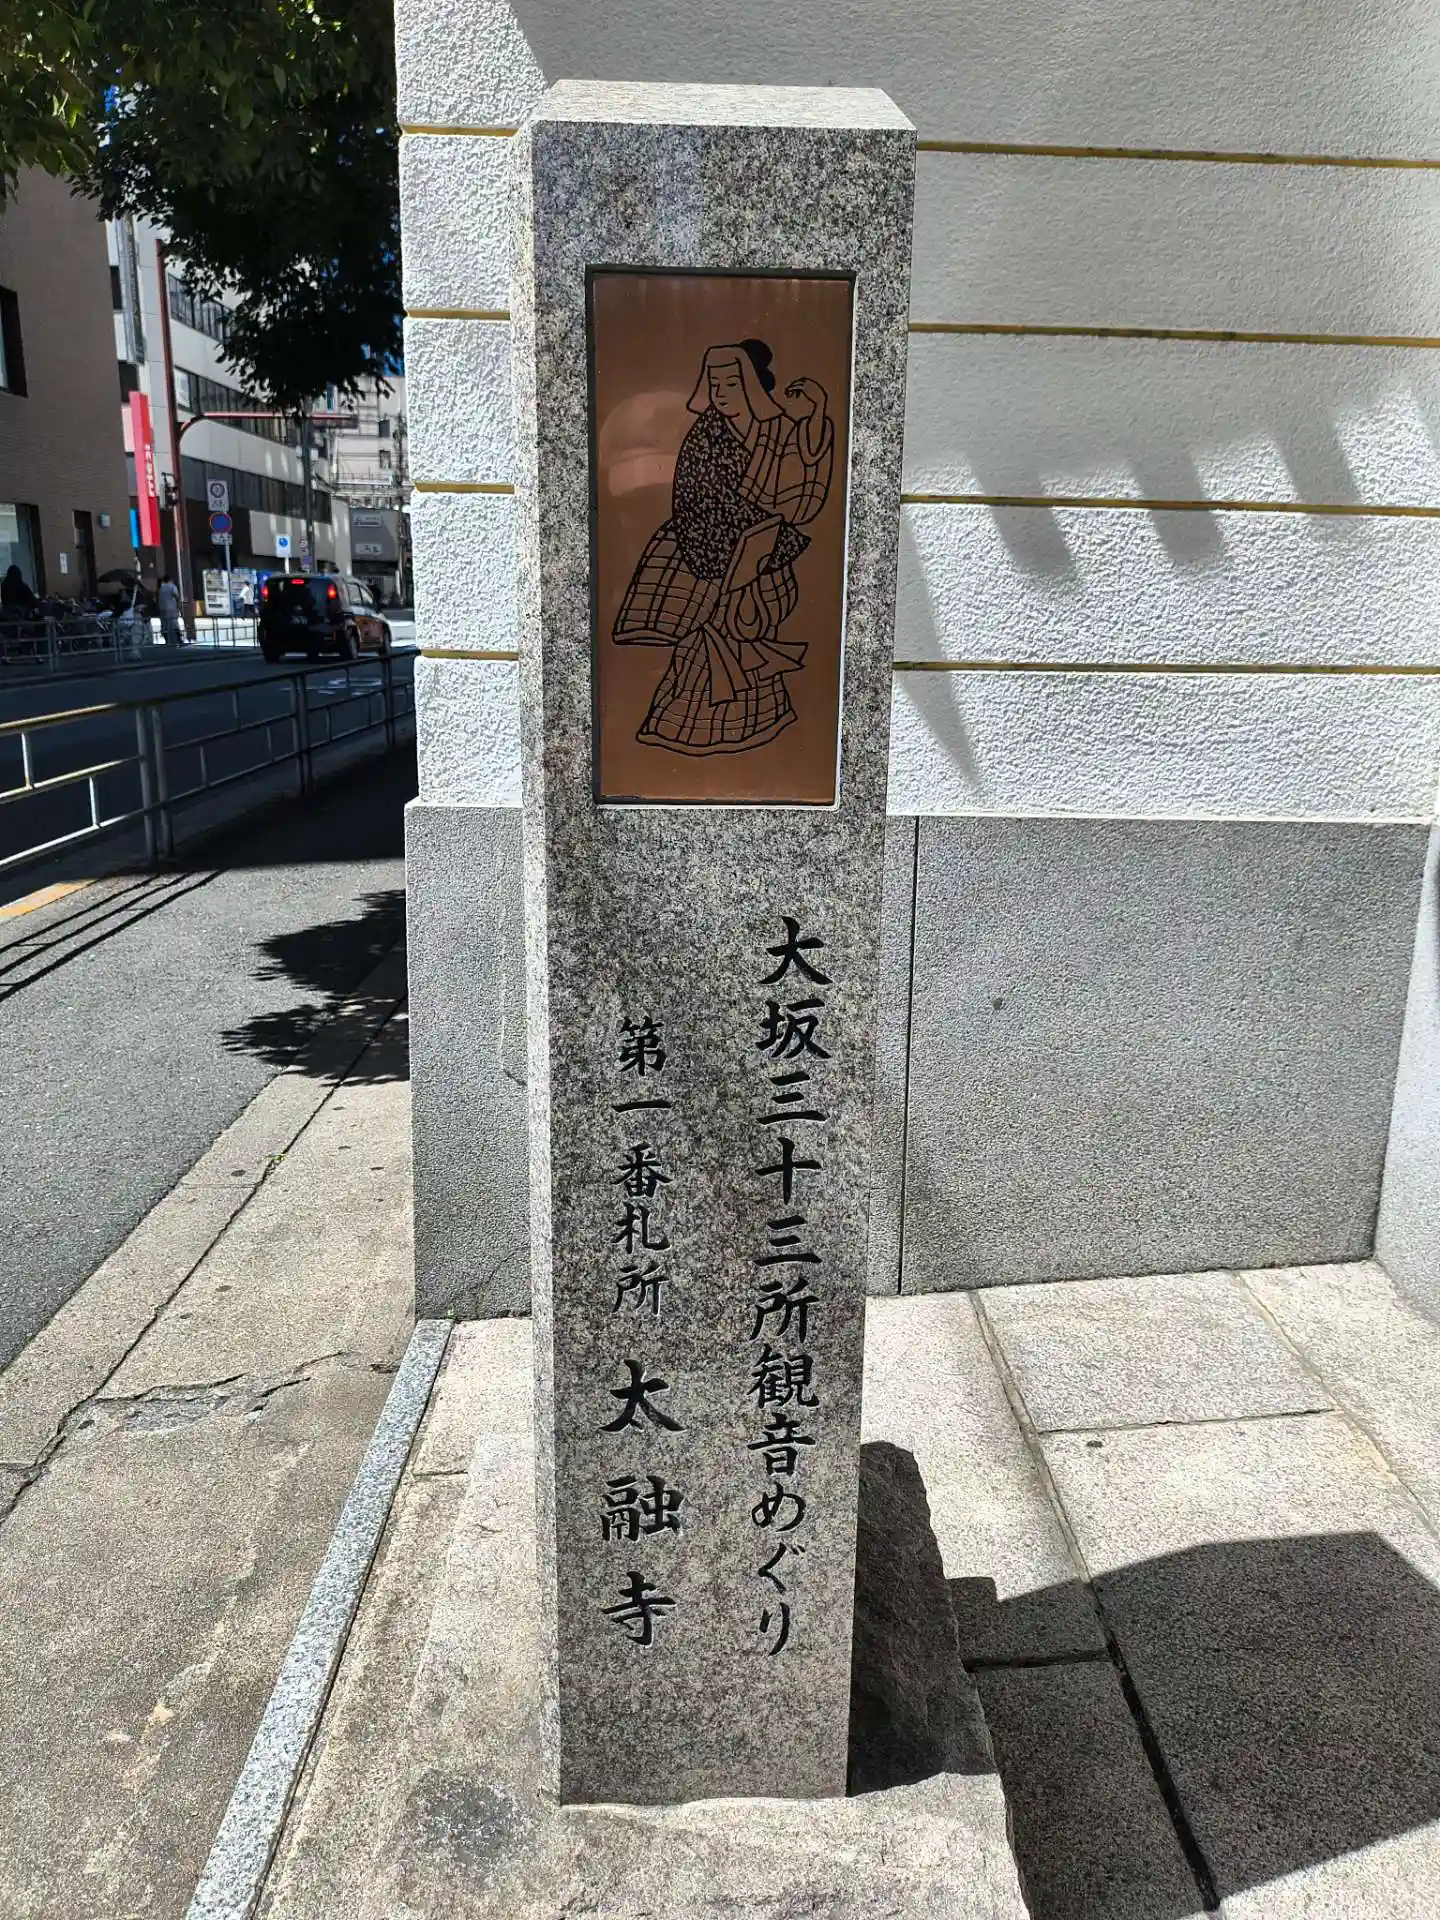 大坂三十三所観音めぐり
第一番札所 太融寺